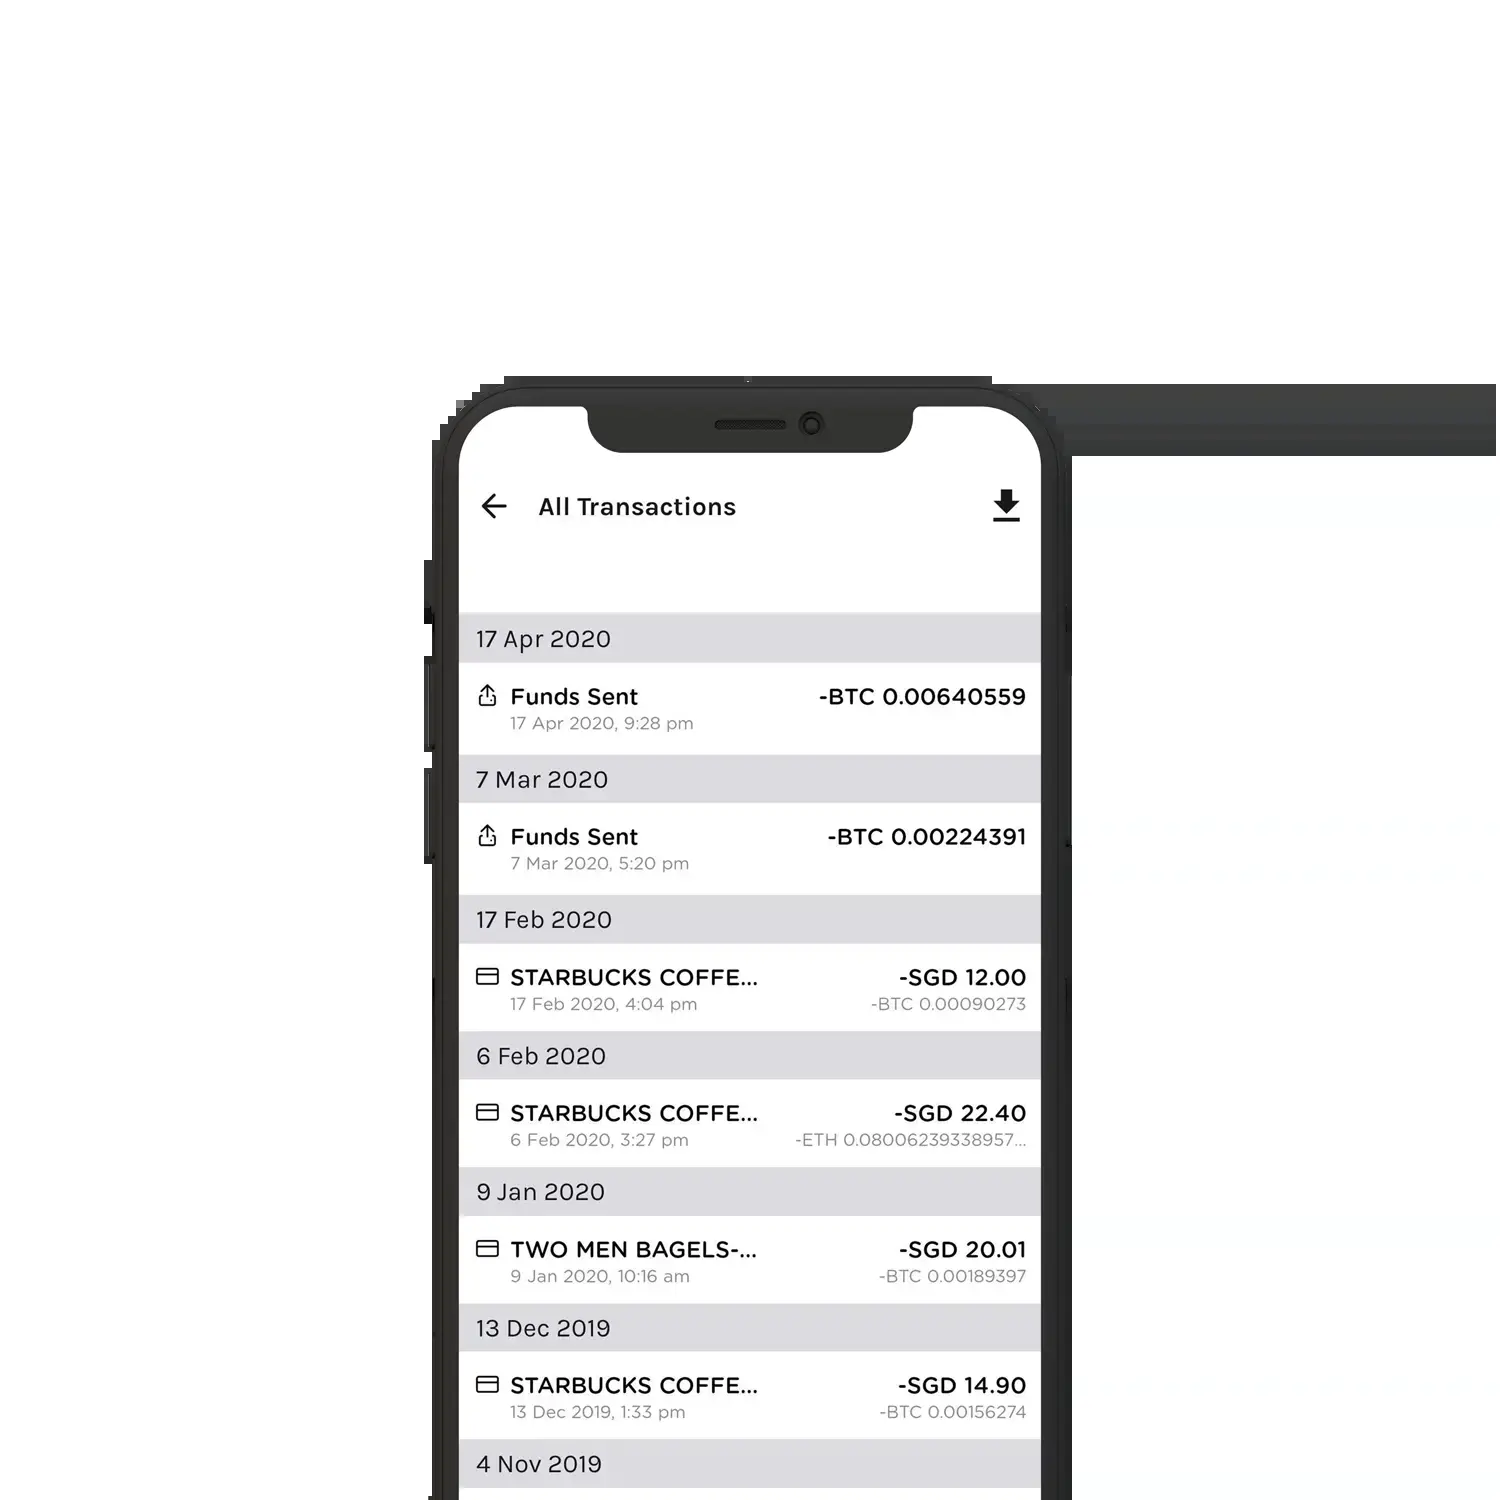 All Transactions
17 Apr 2020
Funds Sent -BTC 0.00640559
17 Apr 2020, 9:28 pm
7 Mar 2020
Funds Sent -BTC 0.00224391
7 Mar 2020, 5:20 pm
17 Feb 2020
STARBUCKS COFFE... -SGD 12.00
17 Feb 2020, 4:04 pm -BTC 0.00090273
6 Feb 2020
STARBUCKS COFFE... -SGD 22.40
6 Feb 2020, 3:27 pm -ETH 0.08006239338957...
9 Jan 2020
TWO MEN BAGELS-... -SGD 20.01
9 Jan 2020, 10:16 am -BTC 0.00189397
13 Dec 2019
STARBUCKS COFFE... -SGD 14.90
13 Dec 2019, 1:33 pm -BTC 0.00156274
4 Nov 2019